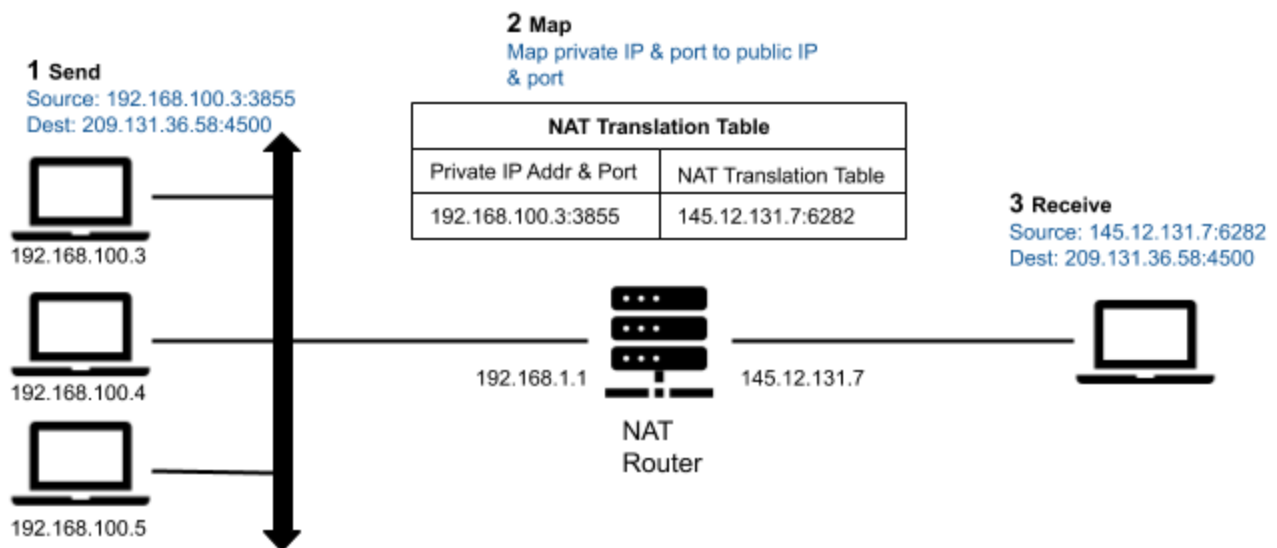 1 Send
Source: 192.168.100.3:3855
Dest: 209.131.36.58:4500
192.168.100.3
192.168.100.4
192.168.100.5
2 Map
Map private IP & port to public IP
& port
NAT Translation Table
Private IP Addr & Port NAT Translation Table
192.168.100.3:3855 145.12.131.7:6282
192.168.1.1
145.12.131.7
NAT
Router
3 Receive
Source: 145.12.131.7:6282
Dest: 209.131.36.58:4500